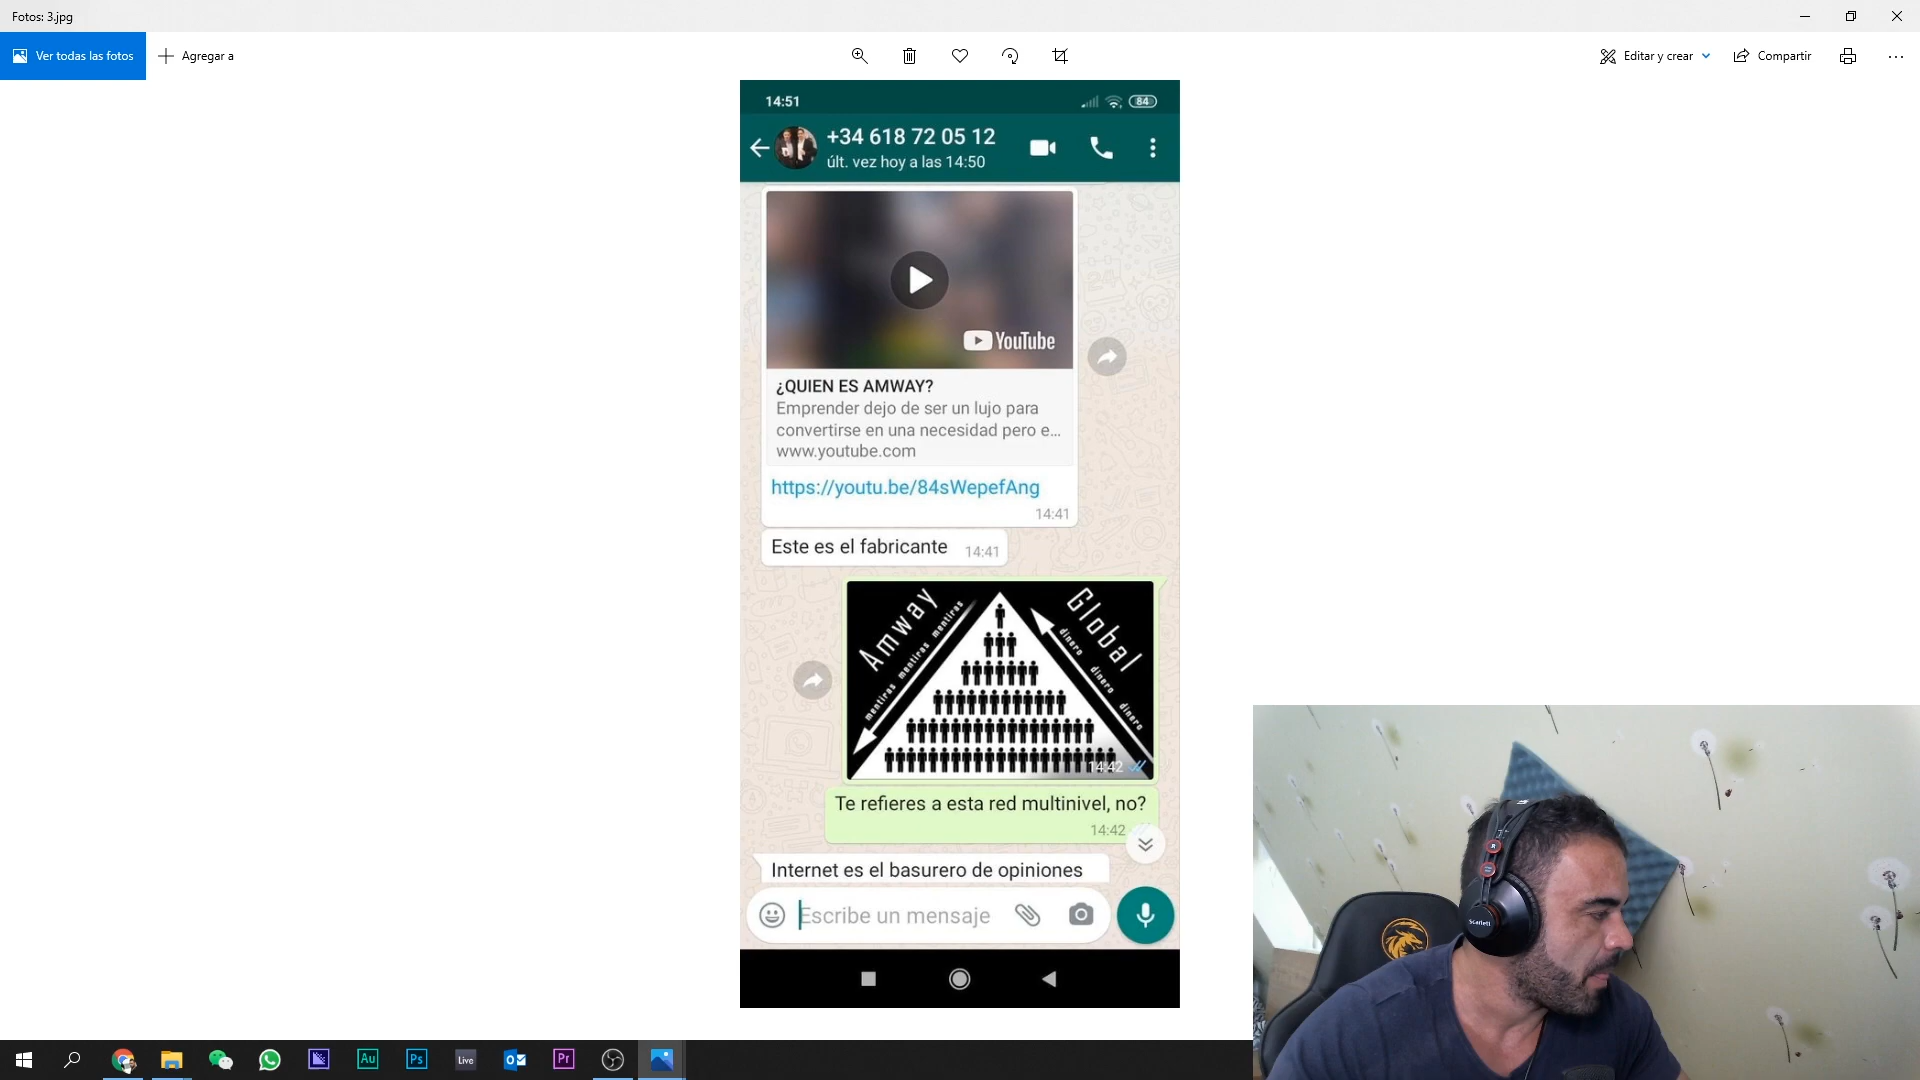 Fotos: 3.jpg
Ver todas las fotos
Agregar a
Editar y crear
Compartir
14:51
84
+34 618 72 05 12
últ. vez hoy a las 14:50
YouTube
¿QUIEN ES AMWAY?
Emprender dejo de ser un lujo para
convertirse en una necesidad pero e...
www.youtube.com
https://youtu.be/84sWepefAng
14:41
Este es el fabricante
14:41
Amway
mentiras mentiras mentiras
Global
dinero dinero dinero
14:42
Te refieres a esta red multinivel, no?
14:42
Internet es el basurero de opiniones
Escribe un mensaje
Scarlett
R
Au
Ps
Live
Pr